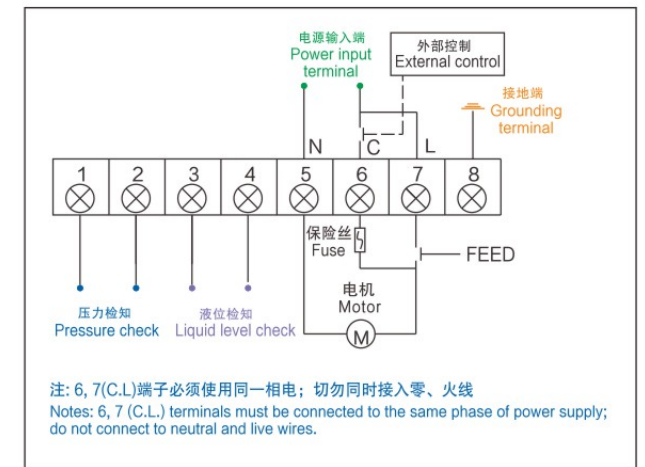 电源输入端
Power input
terminal
外部控制
External control
接地端
Grounding
terminal
N
C
L
1
2
3
4
5
6
7
8
保险丝
Fuse
FEED
电机
Motor
M
压力检知
Pressure check
液位检知
Liquid level check
注: 6, 7(C.L)端子必须使用同一相电；切勿同时接入零、火线
Notes: 6, 7 (C.L.) terminals must be connected to the same phase of power supply;
do not connect to neutral and live wires.